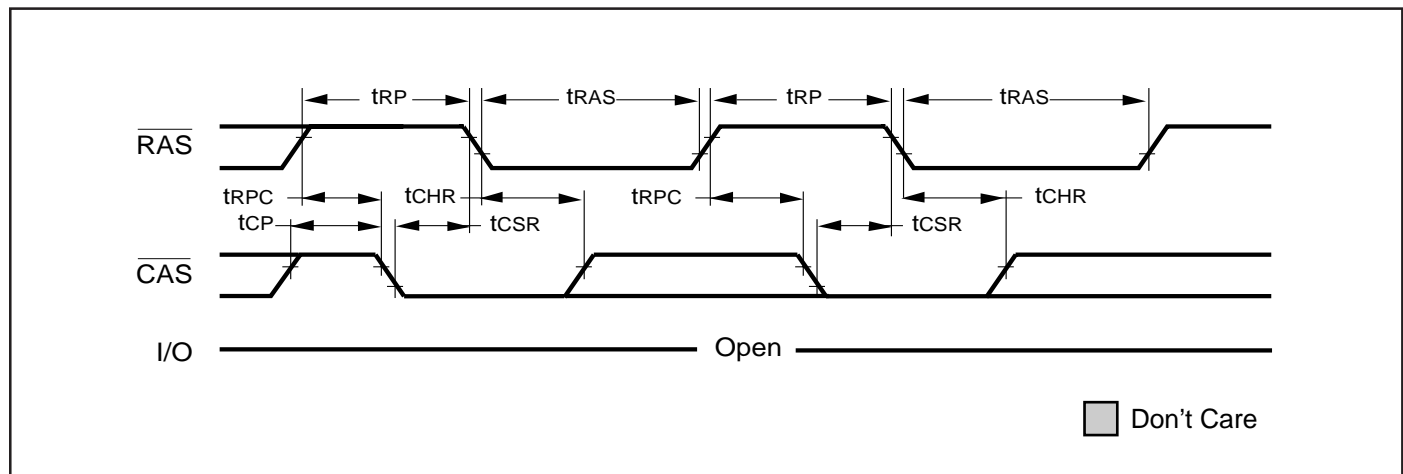 tRP tRAS tRP tRAS
RAS
tRPC tCHR tRPC tCHR
tCP tCSR tCSR
CAS
I/O Open
Don't Care